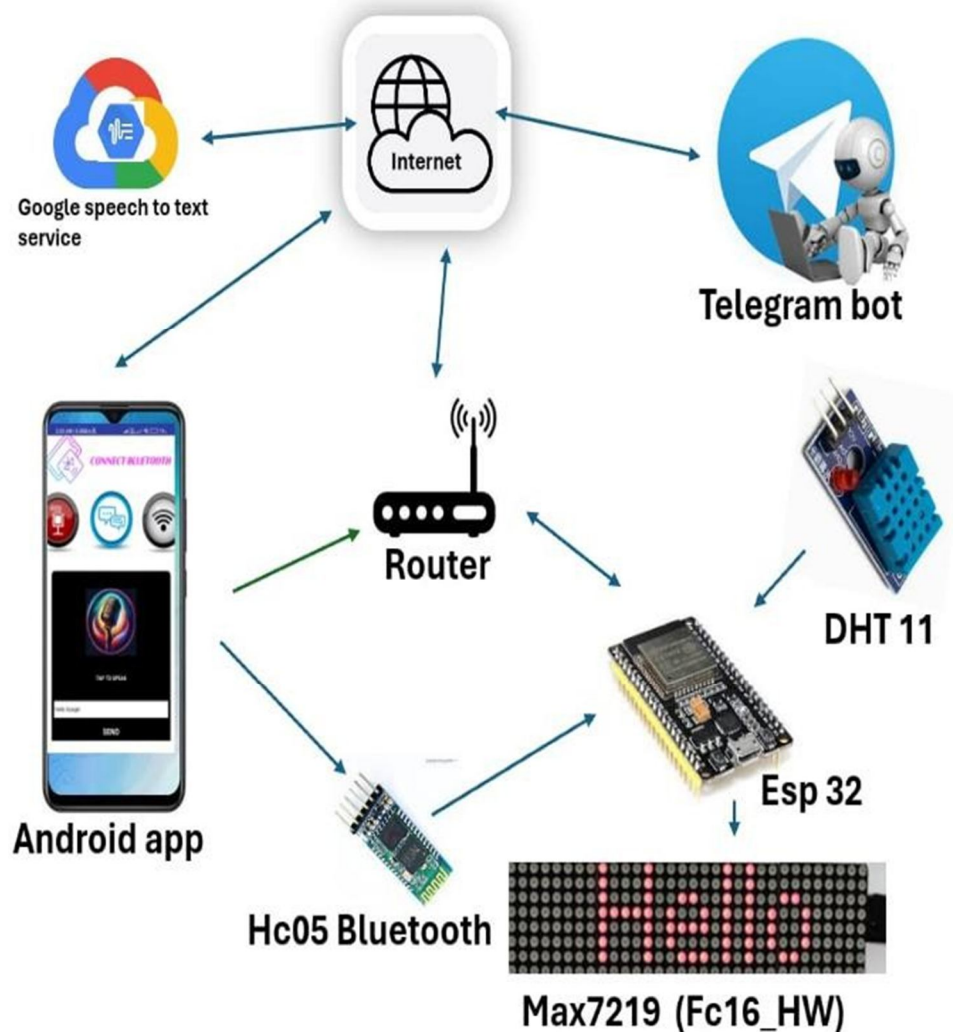 Internet
Google speech to text
service
Telegram bot
CONNECT BLUETOOTH
Router
DHT 11
TAP TO SPEAK
SEND
Esp 32
Android app
Hc05 Bluetooth
Hello
Max7219 (Fc16_HW)